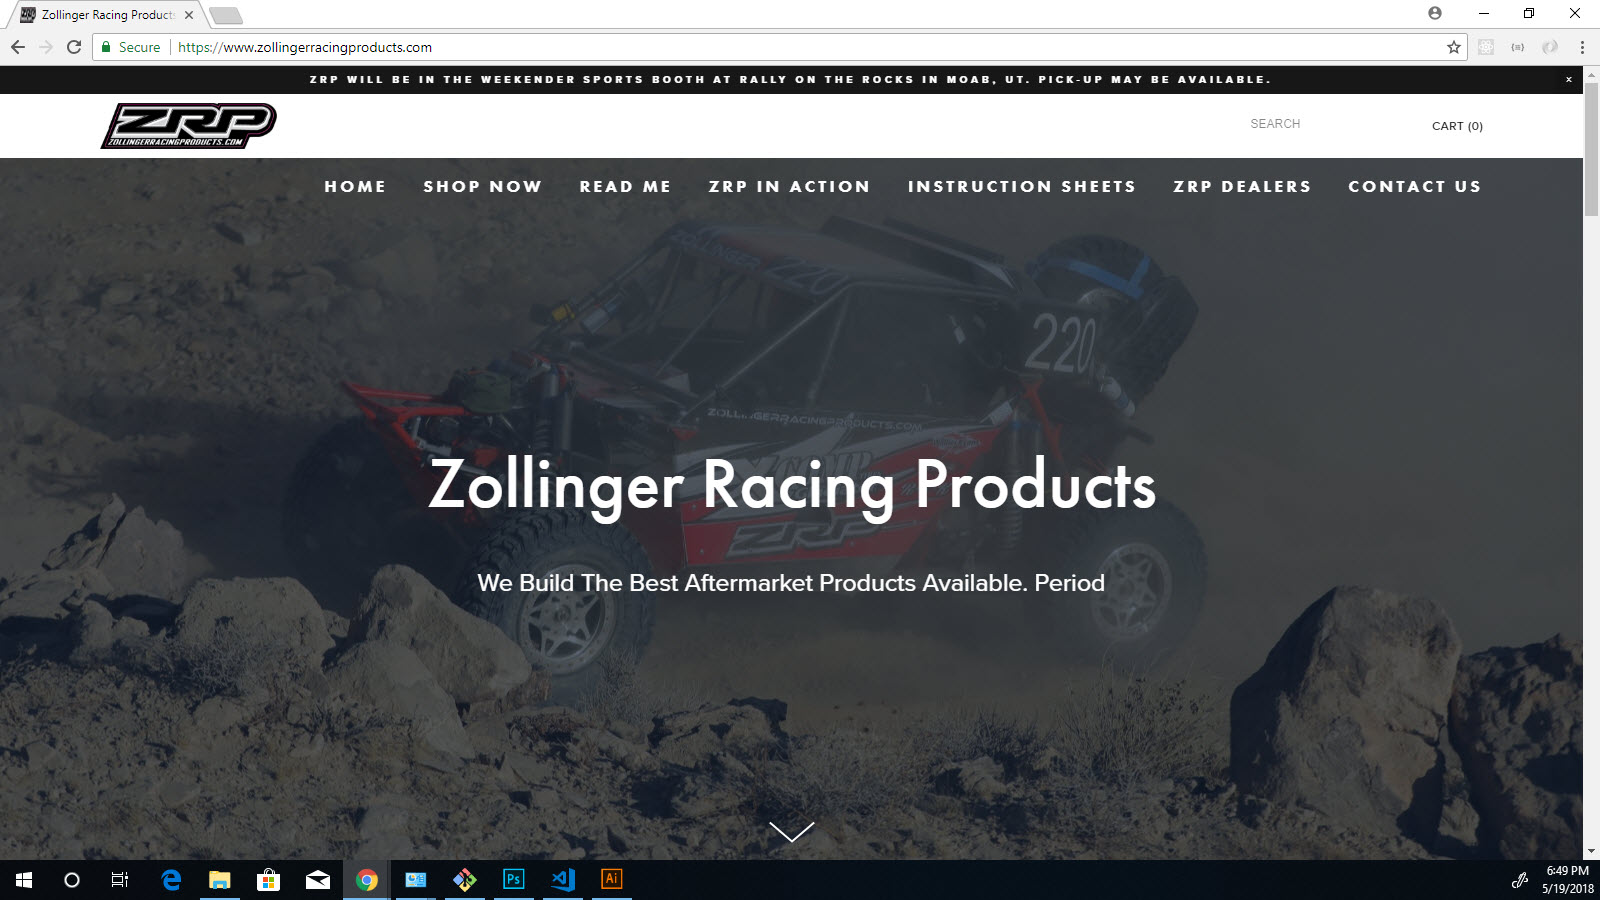 Zollinger Racing Product
Secure
https://www.zollingerracingproducts.com
ZRP WILL BE IN THE WEEKENDER SPORTS BOOTH AT RALLY ON THE ROCKS IN MOAB, UT. PICK-UP MAY BE AVAILABLE.
ZRP
ZOLLINGERRACINGPRODUCTS.COM
SEARCH
CART (0)
HOME
SHOP NOW
READ ME
ZRP IN ACTION
INSTRUCTION SHEETS
ZRP DEALERS
CONTACT US
ZOLLINGER
220
ZOLLINGERRACINGPRODUCTS.COM
Zollinger Racing Products
ZRP
We Build The Best Aftermarket Products Available. Period
Ps
Ai
6:49 PM
5/19/2018